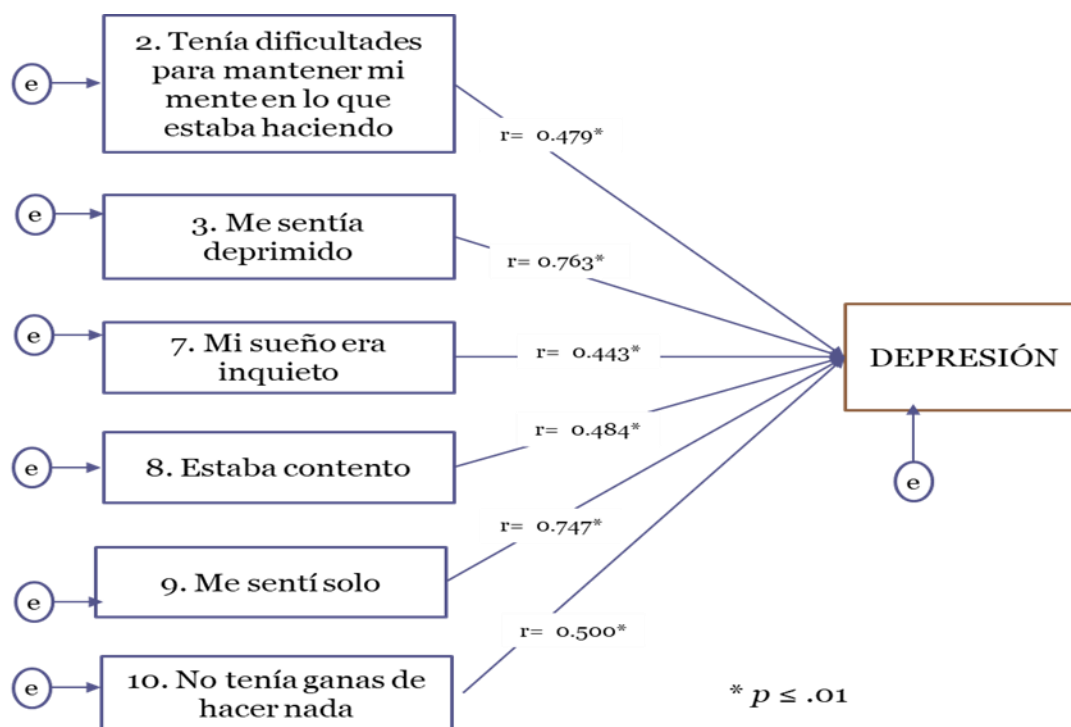 e
2. Tenía dificultades
para mantener mi
mente en lo que
estaba haciendo
r= 0.479*
e
3. Me sentía
deprimido
r= 0.763*
e
7. Mi sueño era
inquieto
r= 0.443*
DEPRESIÓN
e
8. Estaba contento
r= 0.484*
e
e
9. Me sentí solo
r= 0.747*
e
10. No tenía ganas de
hacer nada
r= 0.500*
* p ≤ .01